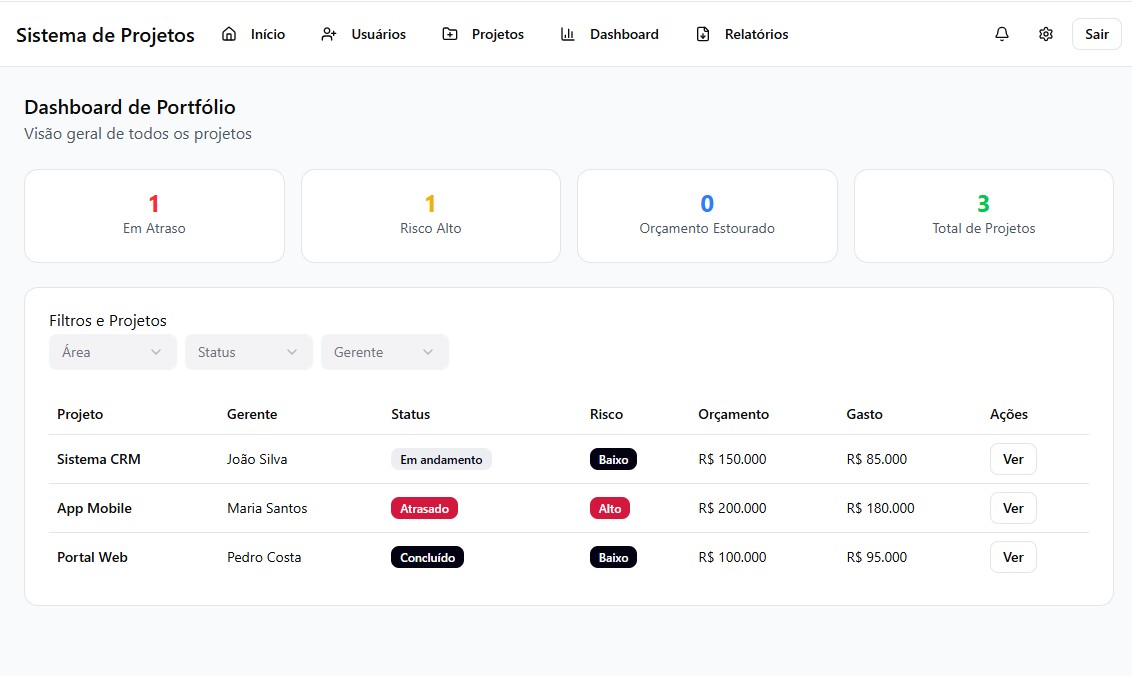 Sistema de Projetos Início Usuários Projetos Dashboard Relatórios Sair
Dashboard de Portfólio
Visão geral de todos os projetos
1 1 0 3
Em Atraso Risco Alto Orçamento Estourado Total de Projetos
Filtros e Projetos
Área Status Gerente
Projeto Gerente Status Risco Orçamento Gasto Ações
Sistema CRM João Silva Em andamento Baixo R$ 150.000 R$ 85.000 Ver
App Mobile Maria Santos Atrasado Alto R$ 200.000 R$ 180.000 Ver
Portal Web Pedro Costa Concluído Baixo R$ 100.000 R$ 95.000 Ver